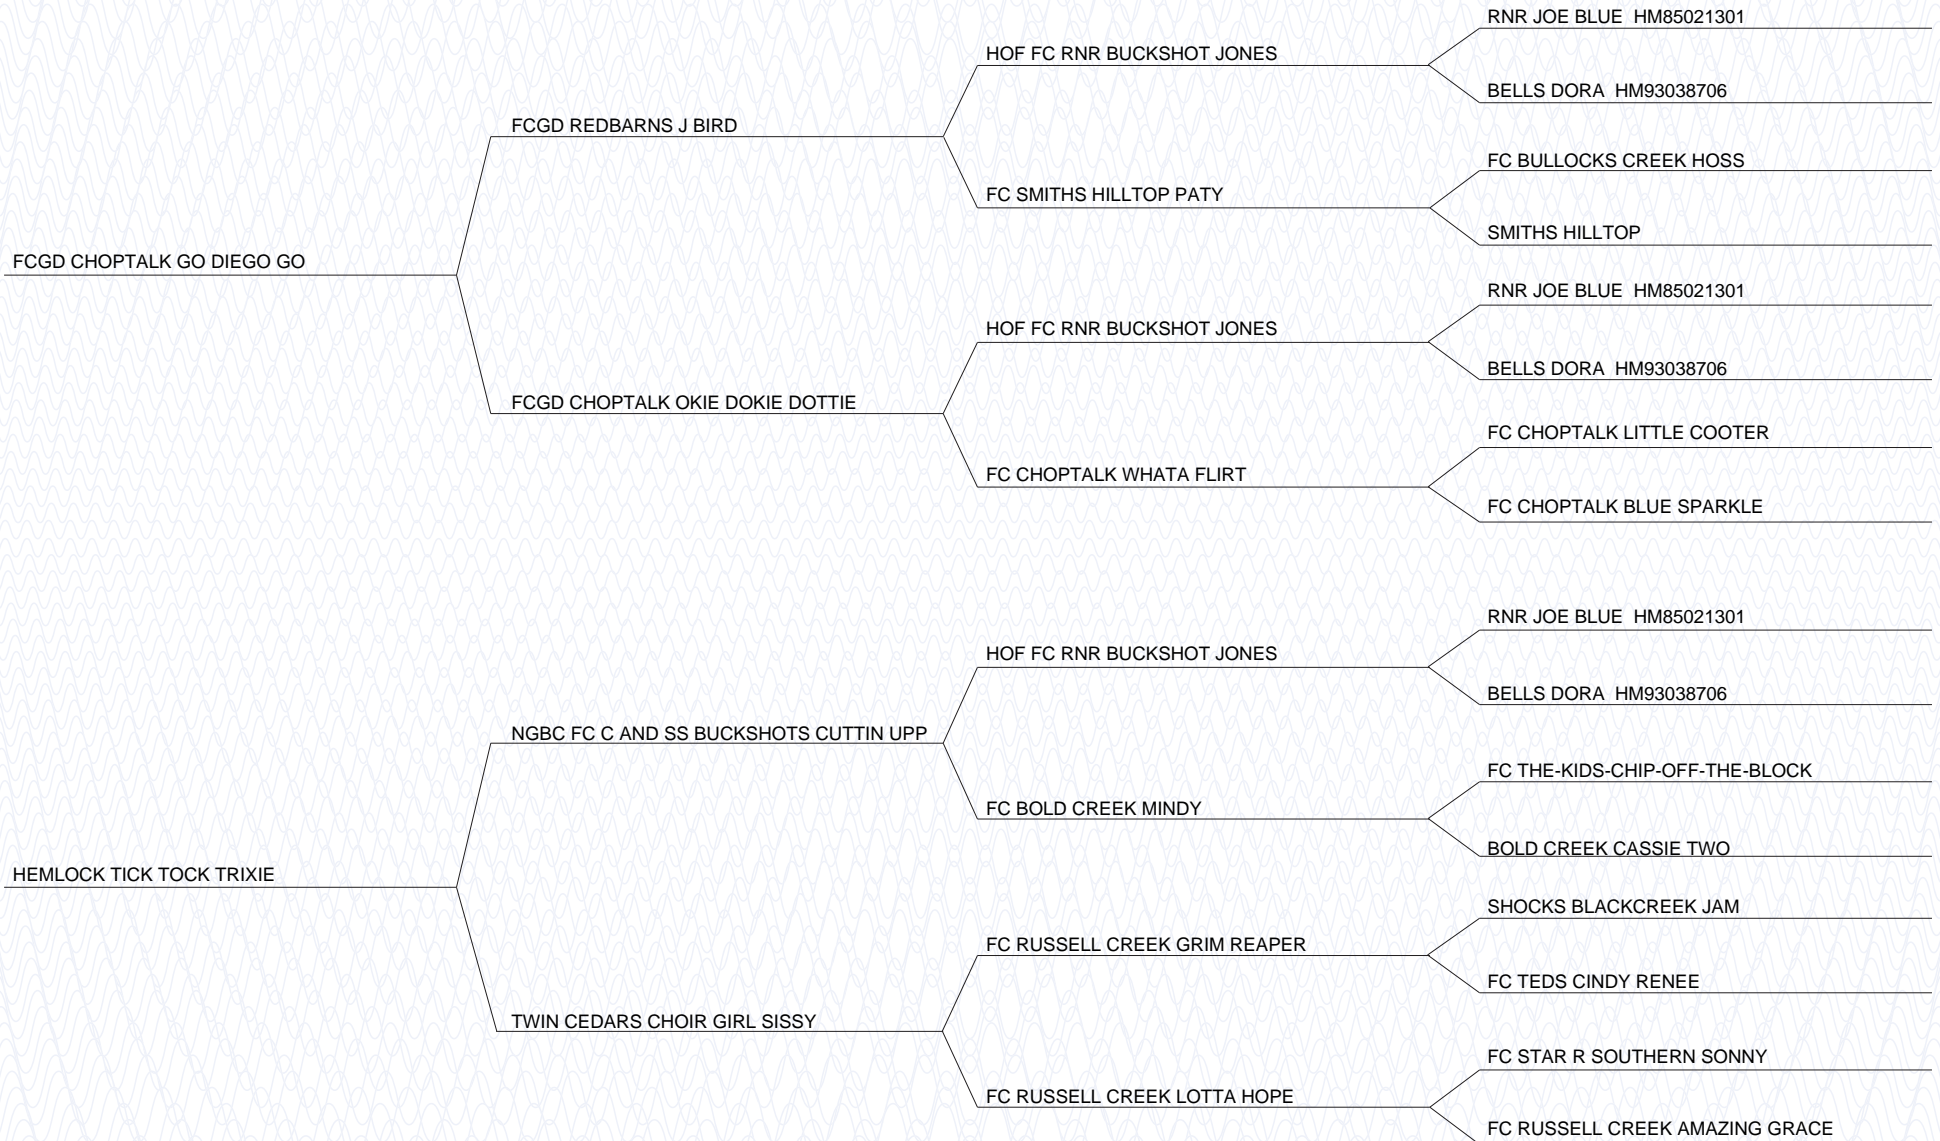 RNR JOE BLUE  HM85021301
HOF FC RNR BUCKSHOT JONES
BELLS DORA  HM93038706
FCGD REDBARNS J BIRD
FC BULLOCKS CREEK HOSS
FC SMITHS HILLTOP PATY
SMITHS HILLTOP
FCGD CHOPTALK GO DIEGO GO
RNR JOE BLUE  HM85021301
HOF FC RNR BUCKSHOT JONES
BELLS DORA  HM93038706
FCGD CHOPTALK OKIE DOKIE DOTTIE
FC CHOPTALK LITTLE COOTER
FC CHOPTALK WHATA FLIRT
FC CHOPTALK BLUE SPARKLE
RNR JOE BLUE  HM85021301
HOF FC RNR BUCKSHOT JONES
BELLS DORA  HM93038706
NGBC FC C AND SS BUCKSHOTS CUTTIN UPP
FC THE-KIDS-CHIP-OFF-THE-BLOCK
FC BOLD CREEK MINDY
BOLD CREEK CASSIE TWO
HEMLOCK TICK TOCK TRIXIE
SHOCKS BLACKCREEK JAM
FC RUSSELL CREEK GRIM REAPER
FC TEDS CINDY RENEE
TWIN CEDARS CHOIR GIRL SISSY
FC STAR R SOUTHERN SONNY
FC RUSSELL CREEK LOTTA HOPE
FC RUSSELL CREEK AMAZING GRACE